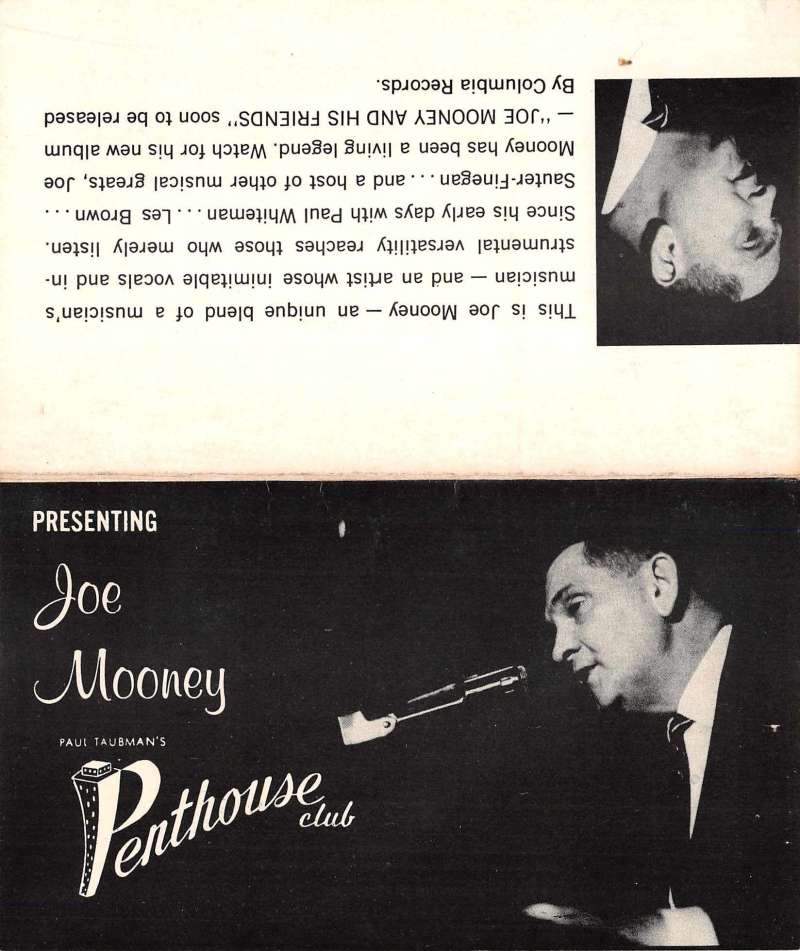 This is Joe Mooney — an unique blend of a musician's
musician — and an artist whose inimitable vocals and in-
strumental versatility reaches those who merely listen.
Since his early days with Paul Whiteman . . . Les Brown . . .
Sauter-Finegan . . . and a host of other musical greats, Joe
Mooney has been a living legend. Watch for his new album
— "JOE MOONEY AND HIS FRIENDS" soon to be released
By Columbia Records.
PRESENTING
Joe
Mooney
PAUL TAUBMAN'S
Penthouse
club